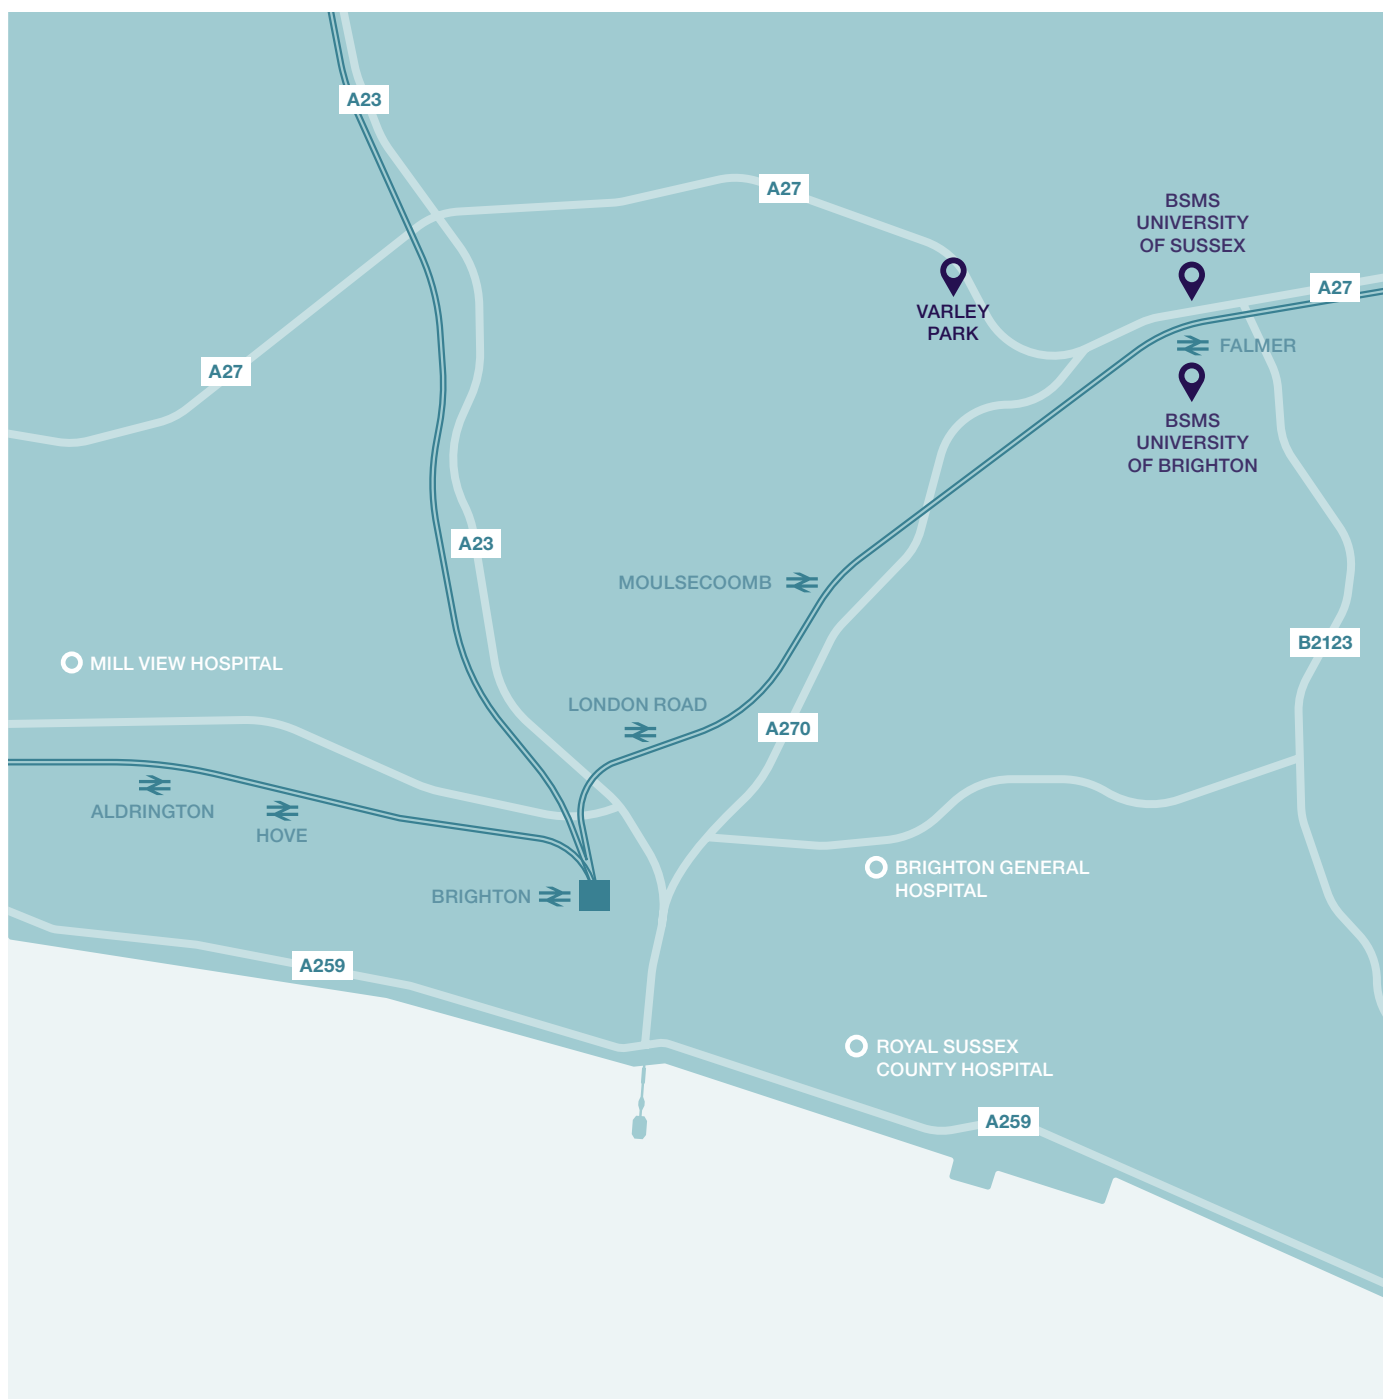 A23
A27
BSMS
UNIVERSITY
OF SUSSEX
A27
VARLEY
PARK
FALMER
A27
BSMS
UNIVERSITY
OF BRIGHTON
A23
MOULSECOOMB
B2123
MILL VIEW HOSPITAL
LONDON ROAD
A270
ALDRINGTON
HOVE
BRIGHTON
BRIGHTON GENERAL
HOSPITAL
A259
ROYAL SUSSEX
COUNTY HOSPITAL
A259